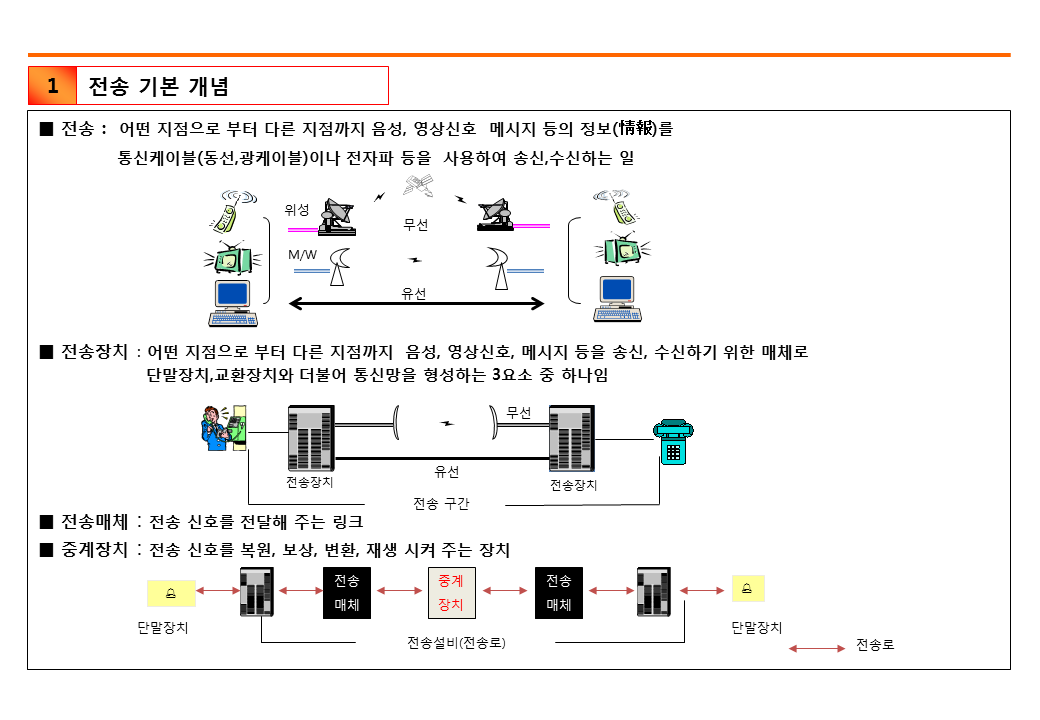 1 전송 기본 개념
■ 전송 : 어떤 지점으로 부터 다른 지점까지 음성, 영상신호 메시지 등의 정보(情報)를
통신케이블(동선,광케이블)이나 전자파 등을 사용하여 송신,수신하는 일
위성
무선
M/W
유선
■ 전송장치 : 어떤 지점으로 부터 다른 지점까지 음성, 영상신호, 메시지 등을 송신, 수신하기 위한 매체로
단말장치,교환장치와 더불어 통신망을 형성하는 3요소 중 하나임
무선
유선
전송장치
전송장치
전송 구간
■ 전송매체 : 전송 신호를 전달해 주는 링크
■ 중계장치 : 전송 신호를 복원, 보상, 변환, 재생 시켜 주는 장치
전송
매체
중계
장치
전송
매체
단말장치
단말장치
전송설비(전송로)
전송로